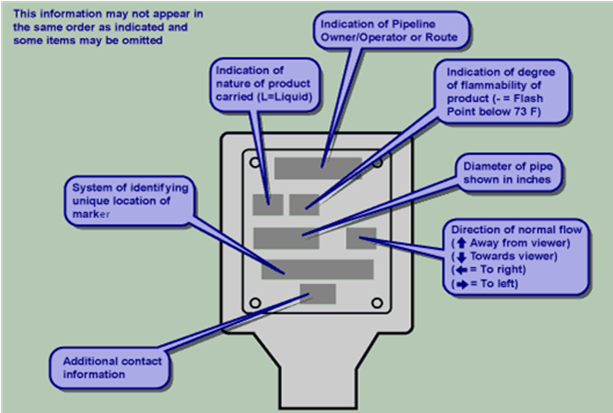 This information may not appear in
the same order as indicated and
some items may be omitted
Indication of Pipeline
Owner/Operator or Route
Indication of
nature of product
carried (L=Liquid)
Indication of degree
of flammability of
product (- = Flash
Point below 73 F)
Diameter of pipe
shown in inches
System of identifying
unique location of
marker
Direction of normal flow
(↑ Away from viewer)
(↓ Towards viewer)
(← = To right)
(→ = To left)
Additional contact
information